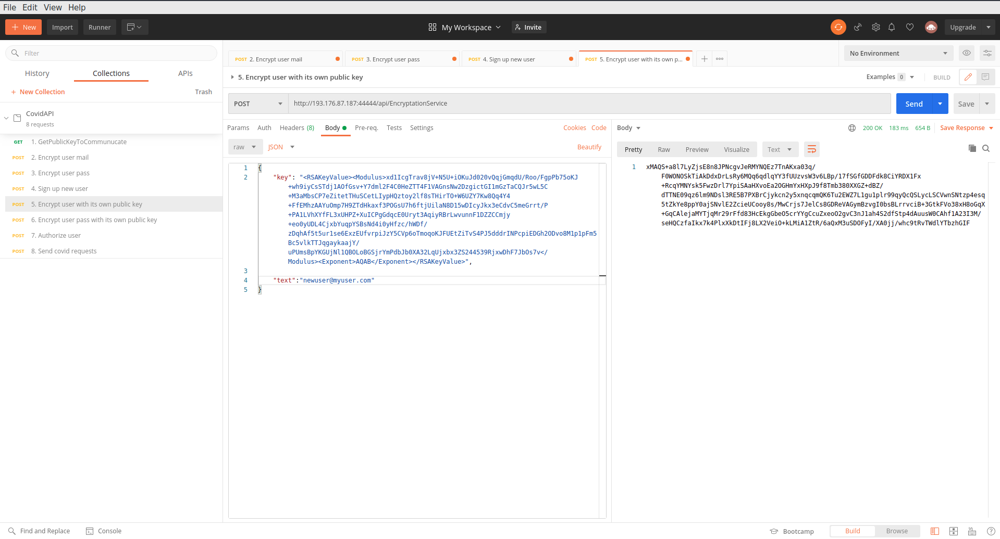 File Edit View Help
New Import Runner My Workspace Invite Upgrade
Filter
History Collections APIs
New Collection Trash
CovidAPI
8 requests
GET 1. GetPublicKeyToCommunucate
POST 2. Encrypt user mail
POST 3. Encrypt user pass
POST 4. Sign up new user
POST 5. Encrypt user with its own public key
POST 6. Encrypt user pass with its own public key
POST 7. Authorize user
POST 8. Send covid requests
POST 2. Encrypt user mail POST 3. Encrypt user pass POST 4. Sign up new user POST 5. Encrypt user with its own p... No Environment
5. Encrypt user with its own public key Examples 0 BUILD
POST http://193.176.87.187:44444/api/EncryptationService Send Save
Params Auth Headers (8) Body Pre-req. Tests Settings Cookies Code
raw JSON Beautify
1 {
2 "key": "<RSAKeyValue><Modulus>xd1IcgTrav8jV+N5U+iOKuJd020vQqjGmqdU/Roo/FgpPb75oKJ
+wh9iyCsSTdj1AOfGsv+Y7dml2F4C0HeZTT4F1VAGnsNw2DzgictGI1mGzTaCQJr5wL5C
+M3aMbsCP7eZitetTHuSCetLIypHQztoy2lf8sTHirTO+W6UZY7Kw8Qq4Y4
+FfEMhzAAYuOmp7H9ZTdHkaxf3POGsU7h6ftjUilaN8D15wDIcyJkx3eCdvC5meGrrt/P
+PA1LVhXYfFL3xUHPZ+XuICPgGdqcE0Uryt3AqiyRBrLwvunnF1DZZCCmjy
+eo0yUDL4CjxbYuqpYSBsNd4i0yHfzc/hWDf/
zDqhAf5t5ur1se6ExzEUfvrpiJzY5CVp6oTmoqoKJFUEtZiTvS4PJ5dddrINPcpiEDGh2ODvo8M1p1pFm5
Bc5vlkTTJqgaykaajY/
uPUmsBpYKGUjNl1QBOLoBGSjrYmPdbJb0XA32LqUjxbx3ZS244539RjxwDhF7JbOs7v</
Modulus><Exponent>AQAB</Exponent></RSAKeyValue>",
3
4 "text":"newuser@myuser.com"
5 }
Body 200 OK 183 ms 654 B Save Response
Pretty Raw Preview Visualize Text
1 xMAQS+a8l7LyZjsE8n8JPNcgvJeRMYNQEz7TnAKxa03q/
F0WONOSkTiAkDdxDrLsRy6MQq6qdlqYY3fUUzvsW3v6LBp/17fSGfGDDFdk8CiYRDX1Fx
+RcqYMNYsk5FwzDrl7YpiSAaHXvoEa2OGHmYxHXpJ9f8Tmb380XXGZ+dBZ/
dTTNE09qz6lm9NDsl3RE5B7PXBrCjykcn2y5xnqcqmQK6Tu2EWZ7L1gu1plr99qyQcQSLycLSCVwnSNtzp4esq
5tZkYe8ppY0ajSNvlE2ZcieUCooy8s/MwCrjs7JelCs8GDReVAGymBzvgI0bsBLrrvciB+3GtkFVo38xH8oGqX
+GqCAlejaMYTjqMr29rFfd83HcEkgGbeO5crYYgCcuZxeoO2gvC3nJ1ah4S2dfStp4dAuusW0CAhf1A23I3M/
seHQCzfaIkx7k4PlxXkDtIFj8LX2VeiO+kLMiA1ZtR/6aQxM3uSDOFyI/XA0jj/whc9tRvTWdlYTbzhGIF
Find and Replace Console Bootcamp Build Browse